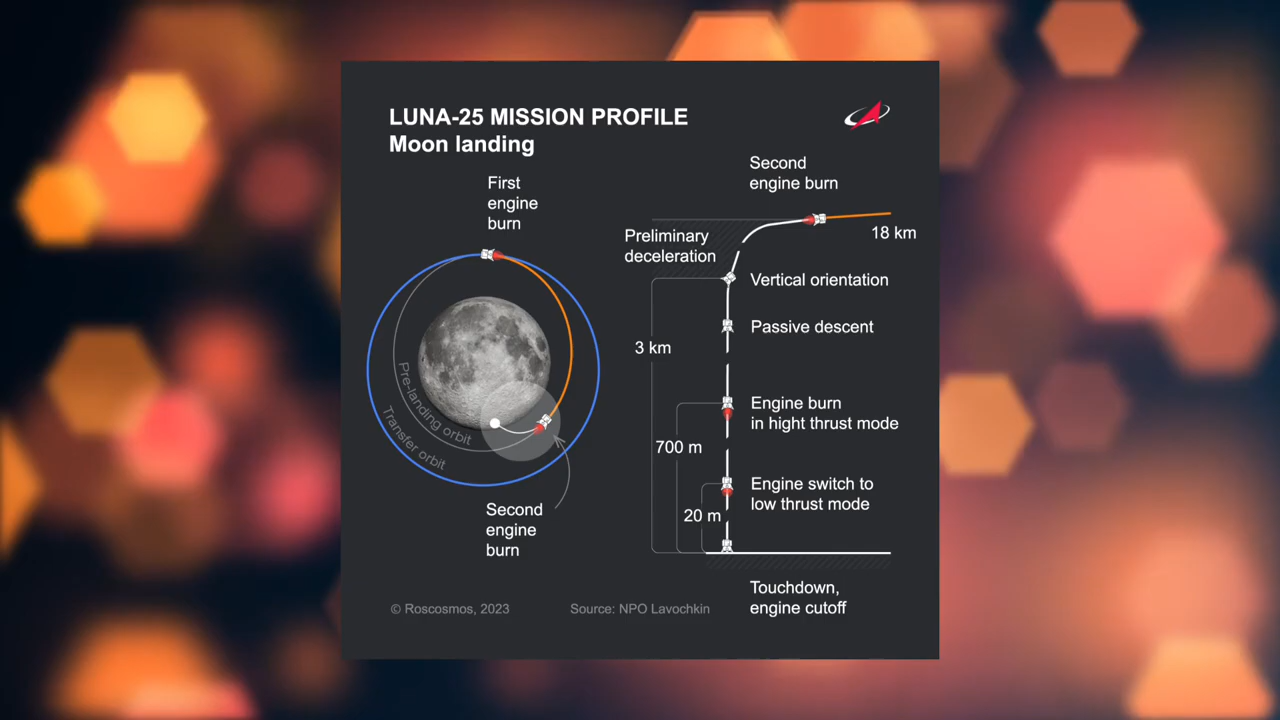 LUNA-25 MISSION PROFILE
Moon landing
First
engine
burn
Pre-landing orbit
Transfer orbit
Second
engine
burn
Second
engine burn
18 km
Preliminary
deceleration
Vertical orientation
Passive descent
3 km
Engine burn
in hight thrust mode
700 m
Engine switch to
low thrust mode
20 m
Touchdown,
engine cutoff
© Roscosmos, 2023
Source: NPO Lavochkin